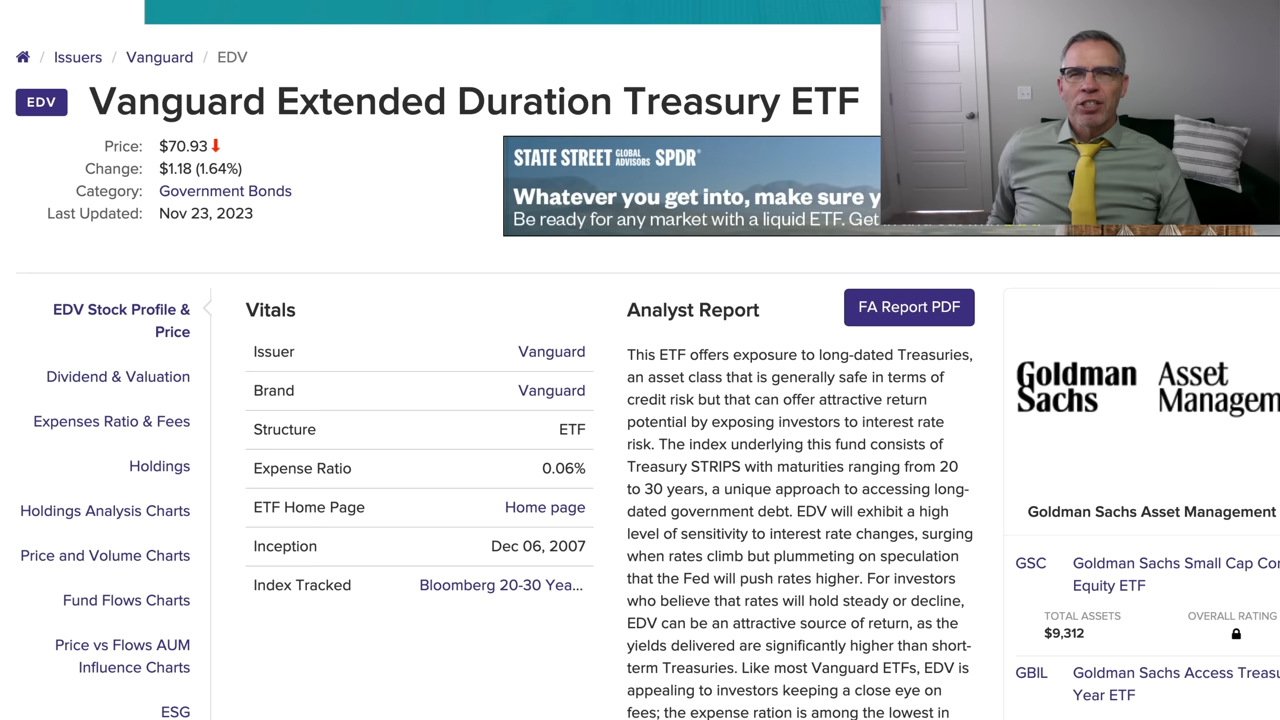 / Issuers / Vanguard / EDV
EDV Vanguard Extended Duration Treasury ETF
Price: $70.93
Change: $1.18 (1.64%)
Category: Government Bonds
Last Updated: Nov 23, 2023
STATE STREET GLOBAL ADVISORS SPDR®
Whatever you get into, make sure y
Be ready for any market with a liquid ETF. Get
EDV Stock Profile &
Price
Dividend & Valuation
Expenses Ratio & Fees
Holdings
Holdings Analysis Charts
Price and Volume Charts
Fund Flows Charts
Price vs Flows AUM
Influence Charts
ESG
Vitals
Issuer Vanguard
Brand Vanguard
Structure ETF
Expense Ratio 0.06%
ETF Home Page Home page
Inception Dec 06, 2007
Index Tracked Bloomberg 20-30 Yea...
Analyst Report
FA Report PDF
This ETF offers exposure to long-dated Treasuries,
an asset class that is generally safe in terms of
credit risk but that can offer attractive return
potential by exposing investors to interest rate
risk. The index underlying this fund consists of
Treasury STRIPS with maturities ranging from 20
to 30 years, a unique approach to accessing long-
dated government debt. EDV will exhibit a high
level of sensitivity to interest rate changes, surging
when rates climb but plummeting on speculation
that the Fed will push rates higher. For investors
who believe that rates will hold steady or decline,
EDV can be an attractive source of return, as the
yields delivered are significantly higher than short-
term Treasuries. Like most Vanguard ETFs, EDV is
appealing to investors keeping a close eye on
fees; the expense ration is among the lowest in
Goldman Asset
Sachs Managem
Goldman Sachs Asset Management
GSC Goldman Sachs Small Cap Cor
Equity ETF
TOTAL ASSETS OVERALL RATING
$9,312
GBIL Goldman Sachs Access Treasu
Year ETF